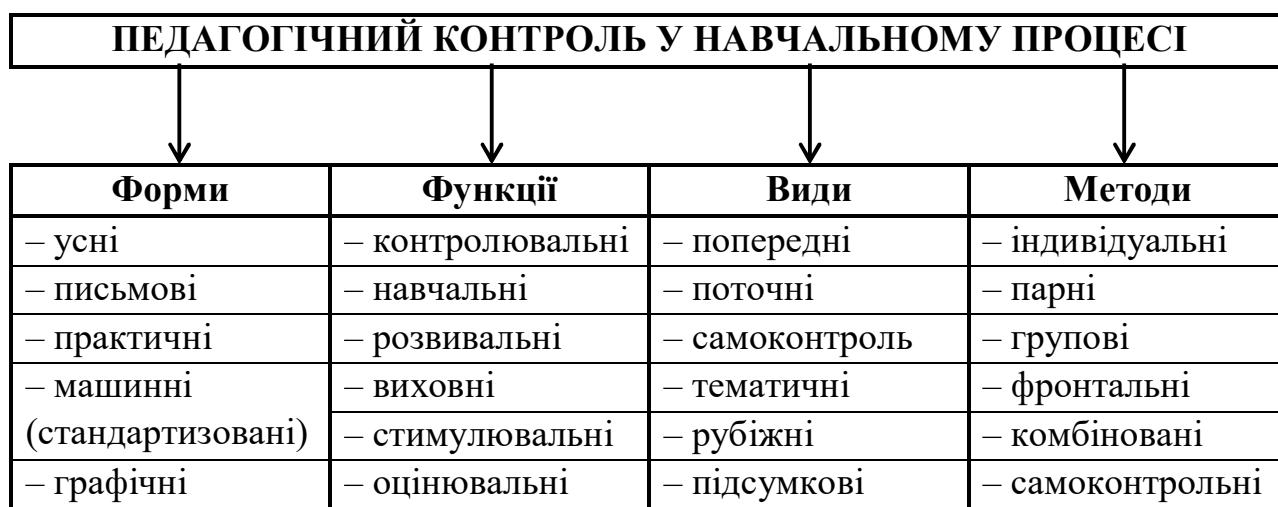 ПЕДАГОГІЧНИЙ КОНТРОЛЬ У НАВЧАЛЬНОМУ ПРОЦЕСІ
Форми Функції Види Методи
– усні – контролювальні – попередні – індивідуальні
– письмові – навчальні – поточні – парні
– практичні – розвивальні – самоконтроль – групові
– машинні – виховні – тематичні – фронтальні
(стандартизовані) – стимулювальні – рубіжні – комбіновані
– графічні – оцінювальні – підсумкові – самоконтрольні